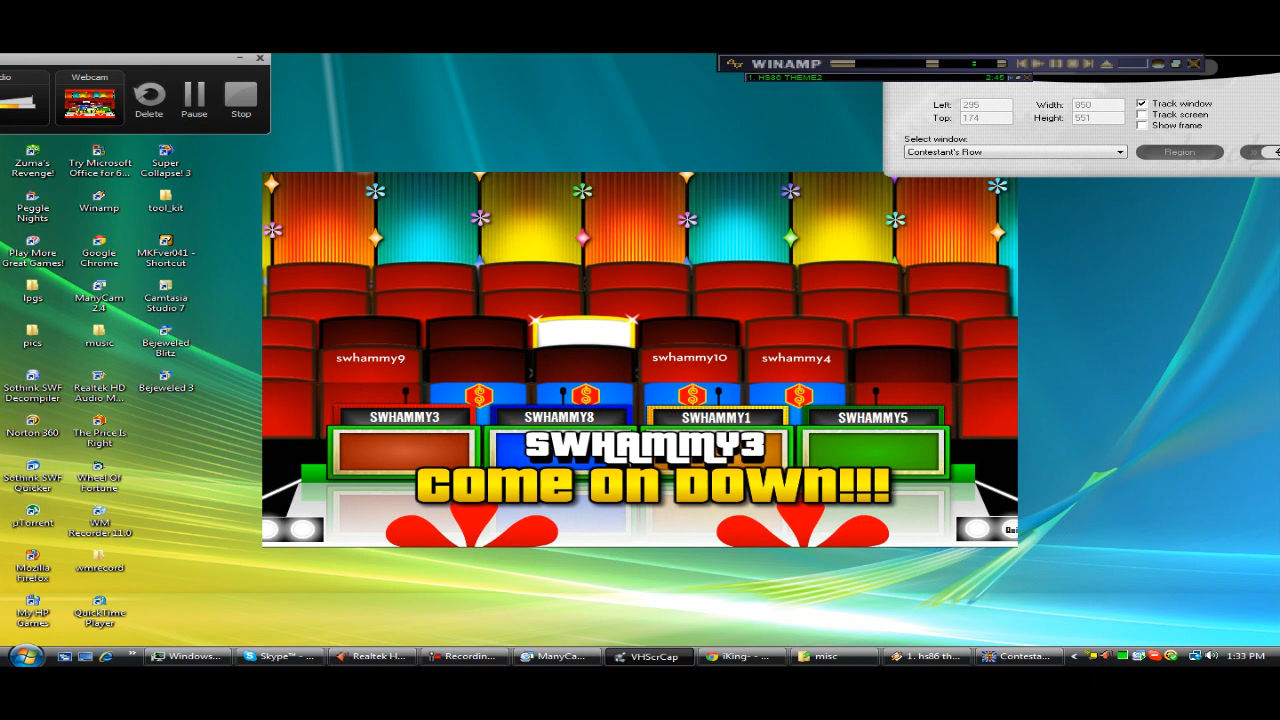 dio
Webcam
Delete
Pause
Stop
WINAMP
1. HS86 THEME2
2:45
Left:
295
Width:
850
Top:
174
Height:
551
Track window
Track screen
Show frame
Select window:
Contestant's Row
Region
Zuma's
Revenge!
Try Microsoft
Office for 6...
Super
Collapse! 3
Peggle
Nights
Winamp
tool_kit
Play More
Great Games!
Google
Chrome
MKFver041 -
Shortcut
lpgs
ManyCam
2.4
Camtasia
Studio 7
pics
music
Bejeweled
Blitz
Sothink SWF
Decompiler
Realtek HD
Audio M...
Bejeweled 3
Norton 360
The Price Is
Right
Sothink SWF
Quicker
Wheel Of
Fortune
µTorrent
WM
Recorder 11.0
Mozilla
Firefox
wmrecord
My HP
Games
QuickTime
Player
swhammy9
swhammy10
swhammy4
SWHAMMY3
SWHAMMY8
SWHAMMY1
SWHAMMY5
SWHAMMY3
COME ON DOWN!!!
Windows...
Skype™ - ...
Realtek H...
Recordin...
ManyCa...
VHScrCap
iKing- - ...
misc
1. hs86 th...
Contesta...
1:33 PM